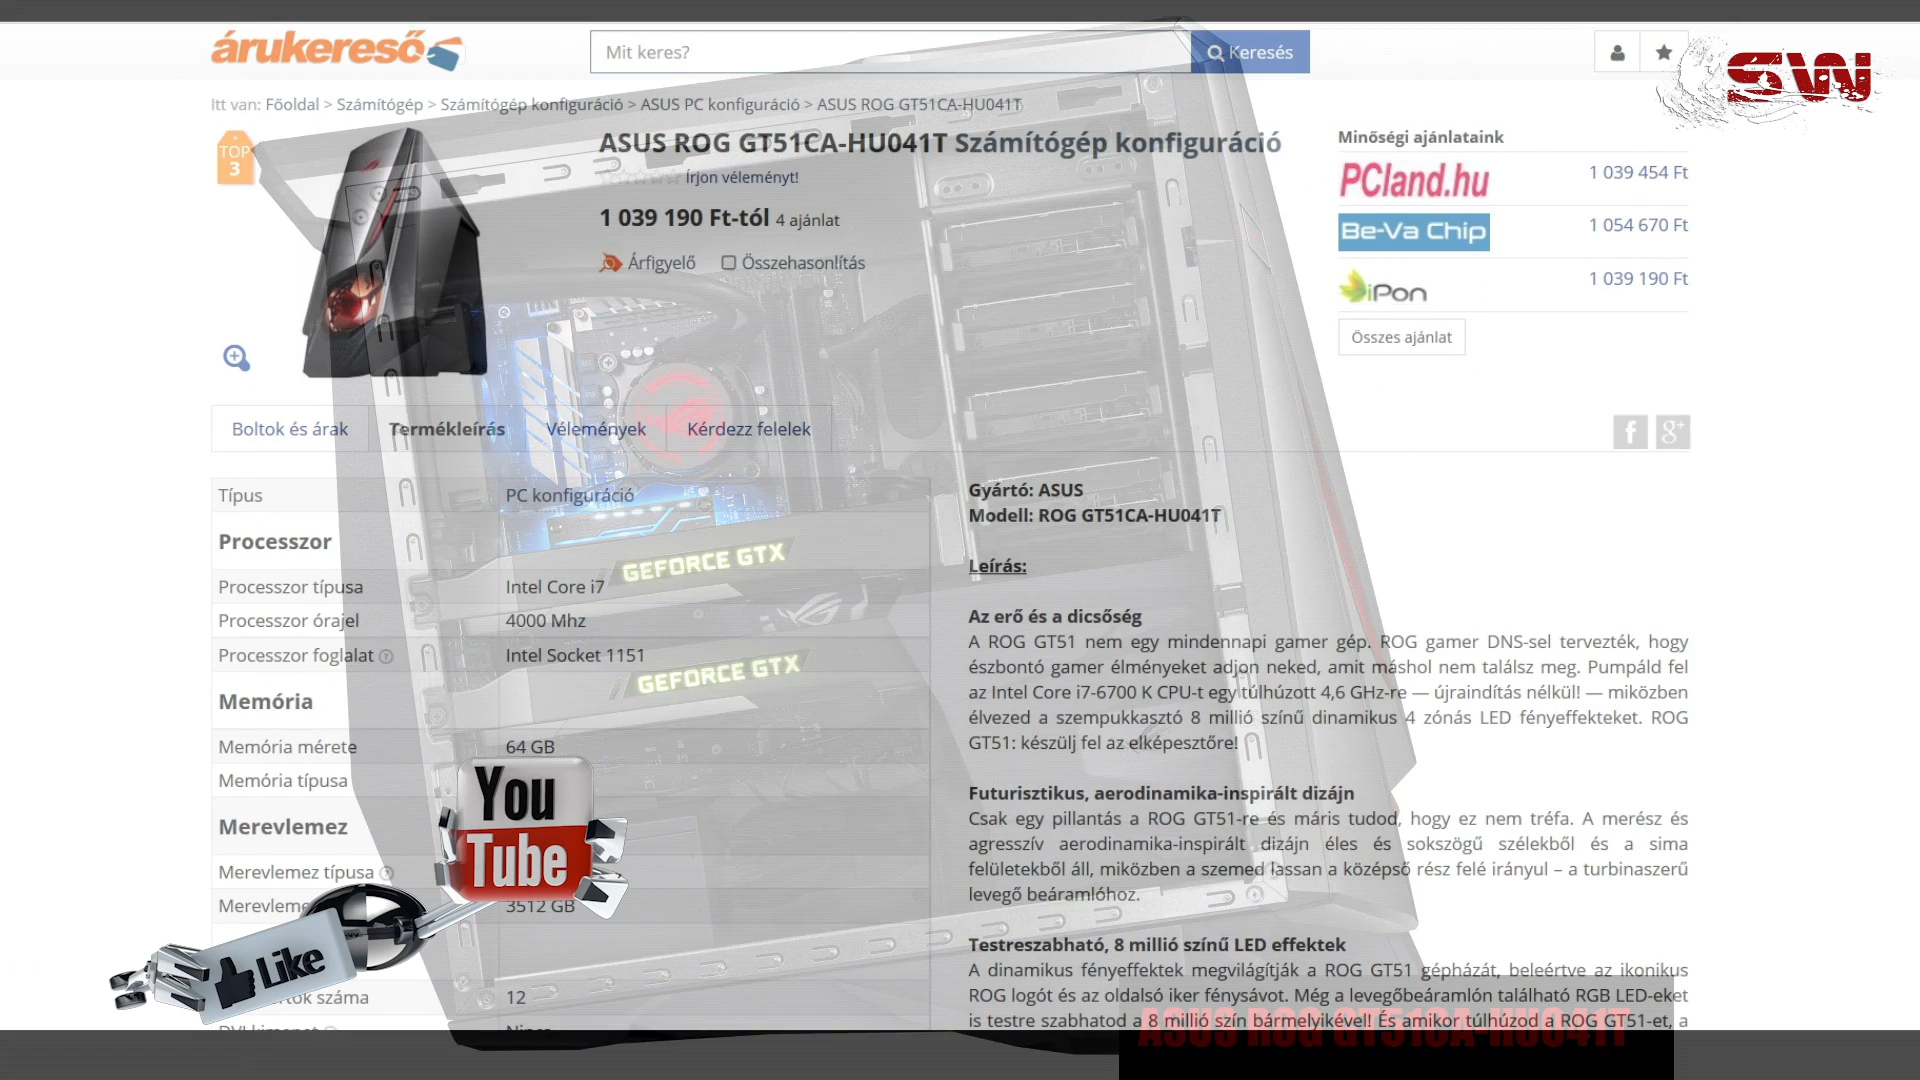 árukereső
Mit keres?
Keresés
SW
Itt van: Főoldal > Számítógép > Számítógép konfiguráció > ASUS PC konfiguráció > ASUS ROG GT51CA-HU041T
TOP
3
ASUS ROG GT51CA-HU041T Számítógép konfiguráció
Írjon véleményt!
1 039 190 Ft-tól 4 ajánlat
Árfigyelő
Összehasonlítás
Minőségi ajánlataink
PCland.hu 1 039 454 Ft
Be-Va Chip 1 054 670 Ft
iPon 1 039 190 Ft
Összes ajánlat
Boltok és árak
Termékleírás
Vélemények
Kérdezz felelek
f
g+
Típus PC konfiguráció
Processzor
Processzor típusa Intel Core i7
Processzor órajel 4000 Mhz
Processzor foglalat Intel Socket 1151
Memória
Memória mérete 64 GB
Memória típusa
Merevlemez
Merevlemez típusa
3512 GB
száma 12
GEFORCE GTX
GEFORCE GTX
You
Tube
Like
Gyártó: ASUS
Modell: ROG GT51CA-HU041T
Leírás:
Az erő és a dicsőség
A ROG GT51 nem egy mindennapi gamer gép. ROG gamer DNS-sel tervezték, hogy
észbontó gamer élményeket adjon neked, amit máshol nem találsz meg. Pumpáld fel
az Intel Core i7-6700 K CPU-t egy túlhúzott 4,6 GHz-re — újraindítás nélkül! — miközben
élvezed a szempukkasztó 8 millió színű dinamikus 4 zónás LED fényeffekteket. ROG
GT51: készülj fel az elképesztőre!
Futurisztikus, aerodinamika-inspirált dizájn
Csak egy pillantás a ROG GT51-re és máris tudod, hogy ez nem tréfa. A merész és
agresszív aerodinamika-inspirált dizájn éles és sokszögű szélekből és a sima
felületekből áll, miközben a szemed lassan a középső rész felé irányul – a turbinaszerű
levegő beáramlóhoz.
Testreszabható, 8 millió színű LED effektek
A dinamikus fényeffektek megvilágítják a ROG GT51 gépházát, beleértve az ikonikus
ROG logót és az oldalsó iker fénysávot. Még a levegőbeáramlón található RGB LED-eket
is testre szabhatod a 8 millió szín bármelyikével! És amikor túlhúzod a ROG GT51-et, a
ASUS ROG GT51CA-HU041T